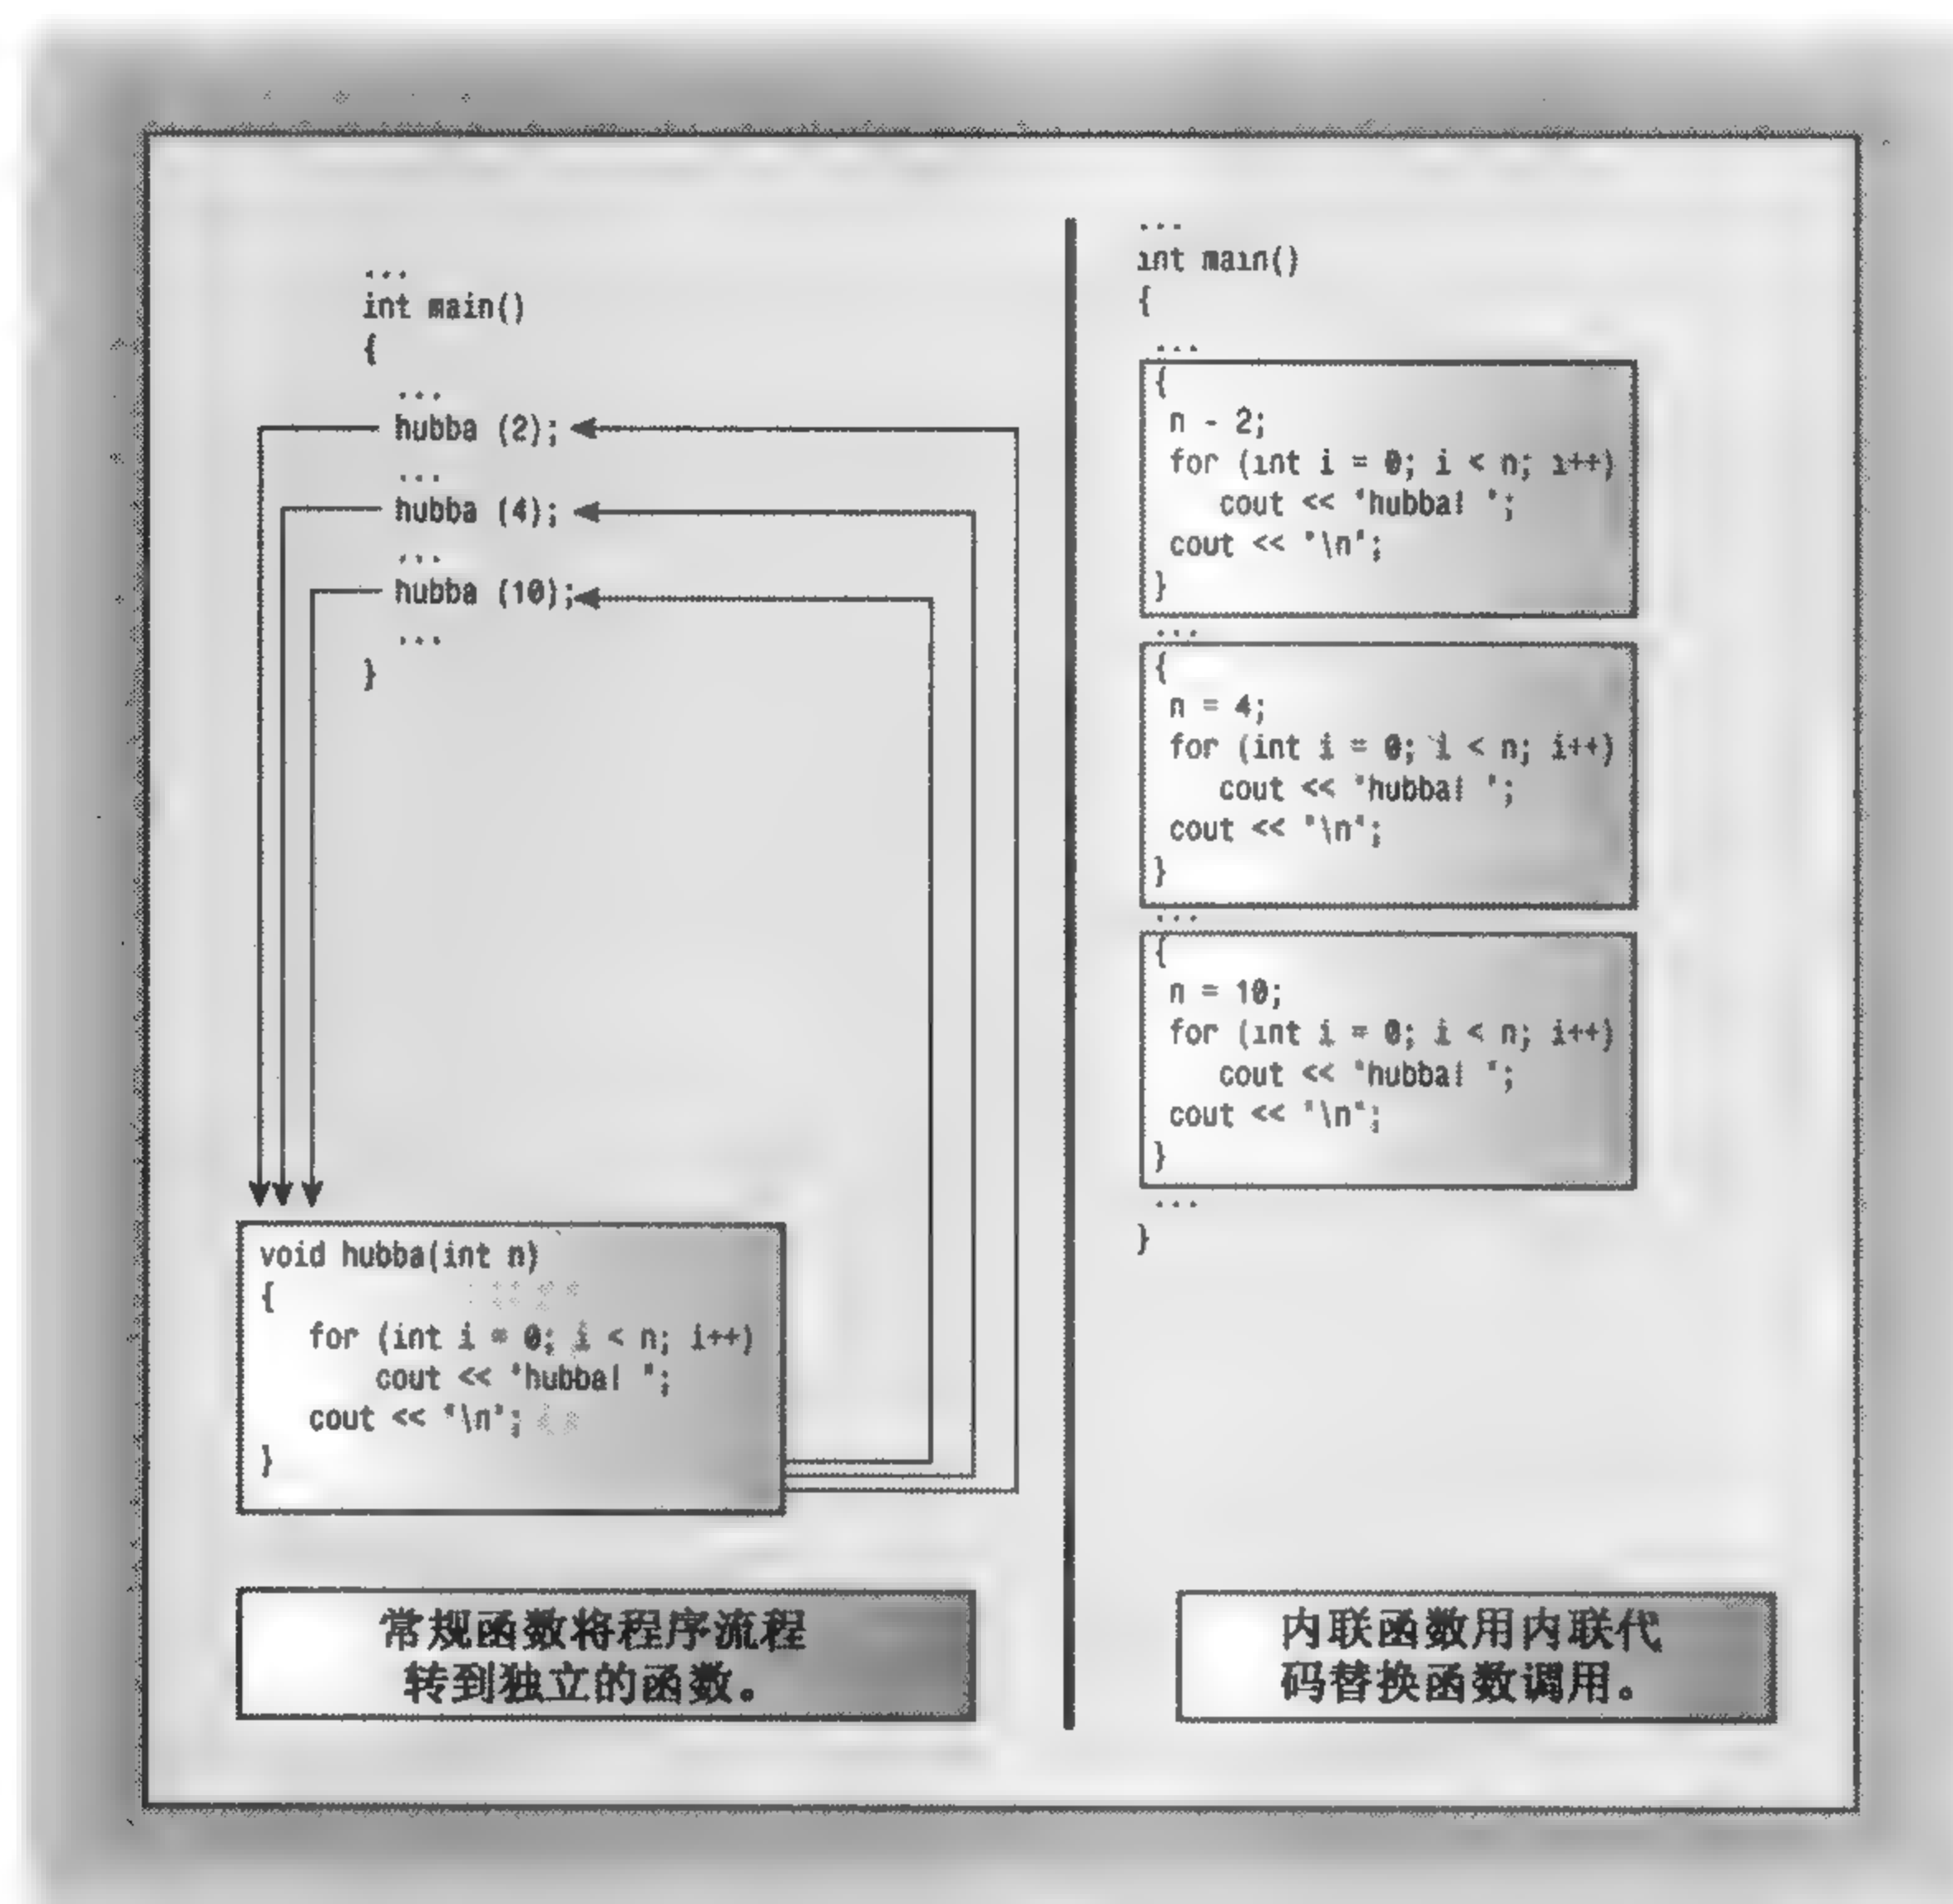 ...
int main()
{
...
hubba (2);
...
hubba (4);
...
hubba (10);
...
}
void hubba(int n)
{
for (int i = 0; i < n; i++)
cout << "hubba! ";
cout << "\n";
}
常规函数将程序流程
转到独立的函数。
...
int main()
{
...
{
n - 2;
for (int i = 0; i < n; i++)
cout << "hubba! ";
cout << "\n";
}
...
{
n = 4;
for (int i = 0; i < n; i++)
cout << "hubba! ";
cout << "\n";
}
...
{
n = 10;
for (int i = 0; i < n; i++)
cout << "hubba! ";
cout << "\n";
}
...
}
内联函数用内联代
码替换函数调用。